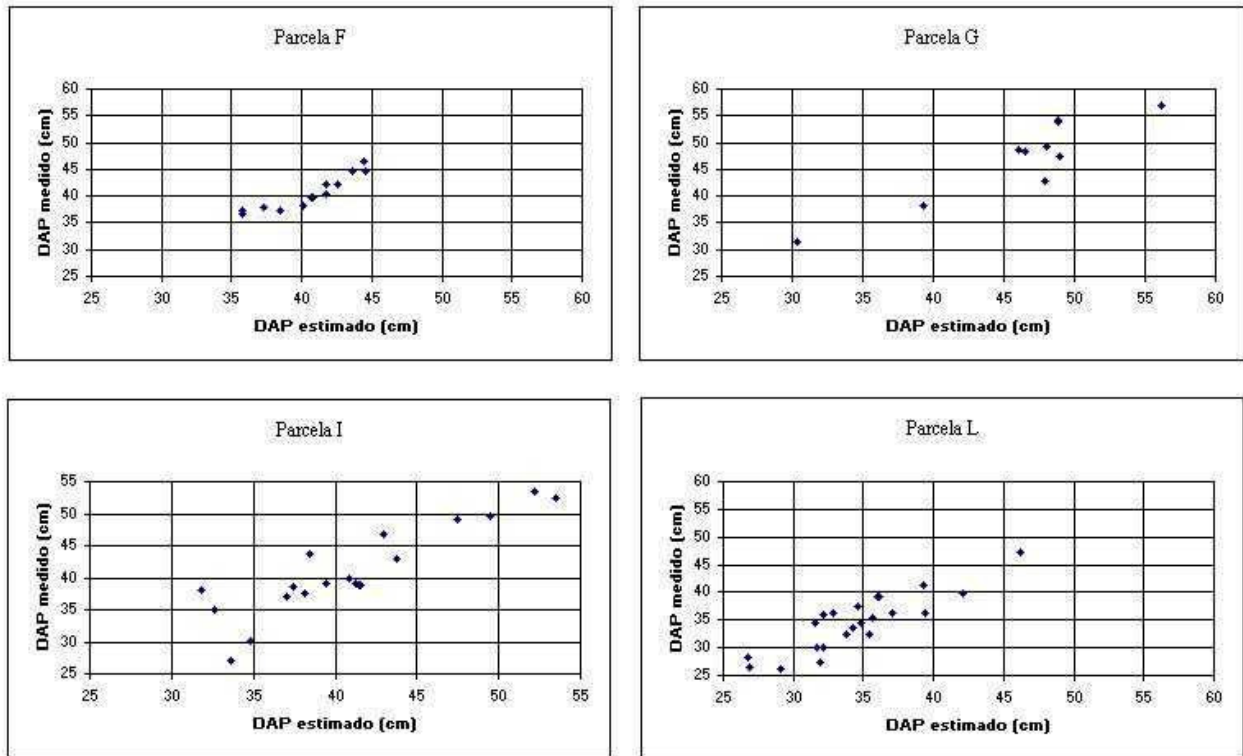 Parcela F
60
55
50
45
40
35
30
25
DAP medido (cm)
25 30 35 40 45 50 55 60
DAP estimado (cm)
Parcela G
60
55
50
45
40
35
30
25
DAP medido (cm)
25 30 35 40 45 50 55 60
DAP estimado (cm)
Parcela I
55
50
45
40
35
30
25
DAP medido (cm)
25 30 35 40 45 50 55
DAP estimado (cm)
Parcela L
60
55
50
45
40
35
30
25
DAP medido (cm)
25 30 35 40 45 50 55 60
DAP estimado (cm)